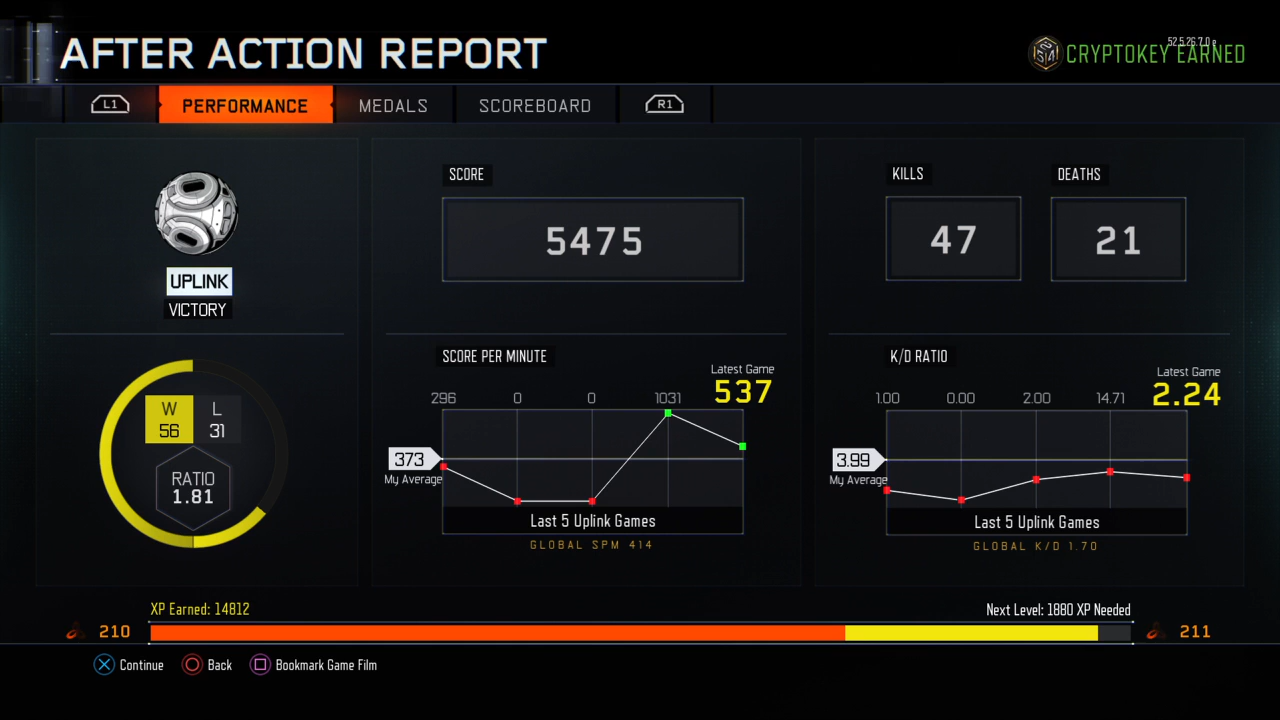 AFTER ACTION REPORT
CRYPTOKEY EARNED
L1
PERFORMANCE
MEDALS
SCOREBOARD
R1
UPLINK
VICTORY
W
56
L
31
RATIO
1.81
SCORE
5475
SCORE PER MINUTE
Latest Game
537
296 0 0 1031
373
My Average
Last 5 Uplink Games
GLOBAL SPM 414
KILLS
47
DEATHS
21
K/D RATIO
Latest Game
2.24
1.00 0.00 2.00 14.71
3.99
My Average
Last 5 Uplink Games
GLOBAL K/D 1.70
XP Earned: 14812
Next Level: 1880 XP Needed
210
211
Continue
Back
Bookmark Game Film